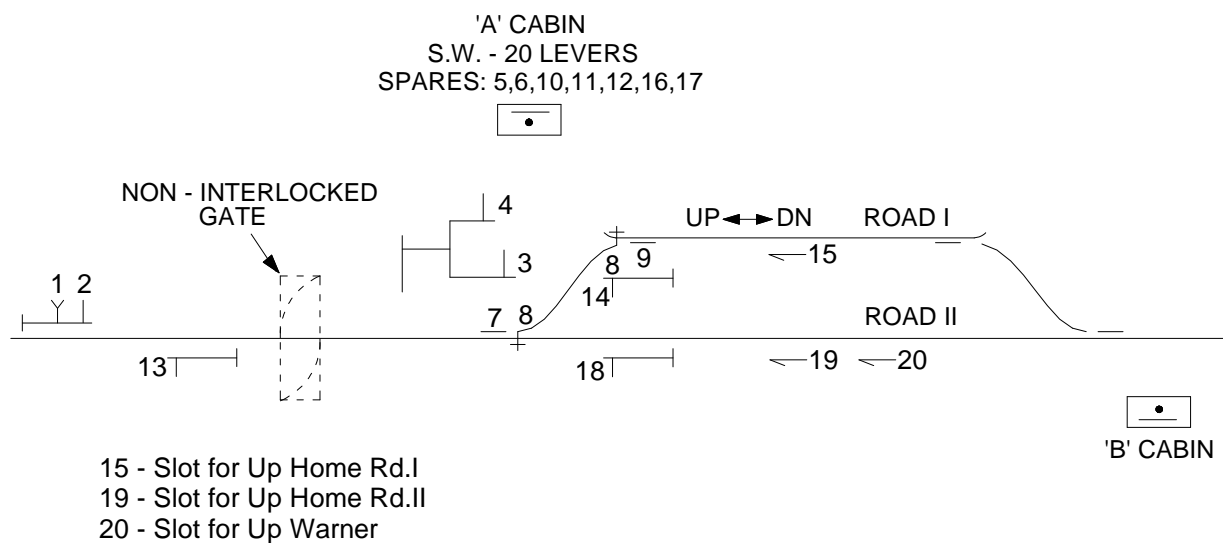 'A' CABIN
S.W. - 20 LEVERS
SPARES: 5,6,10,11,12,16,17
NON - INTERLOCKED
GATE
4
UP DN ROAD I
1 2
3
8 9
15
14
7 8
ROAD II
13
18
19
20
'B' CABIN
15 - Slot for Up Home Rd.I
19 - Slot for Up Home Rd.II
20 - Slot for Up Warner